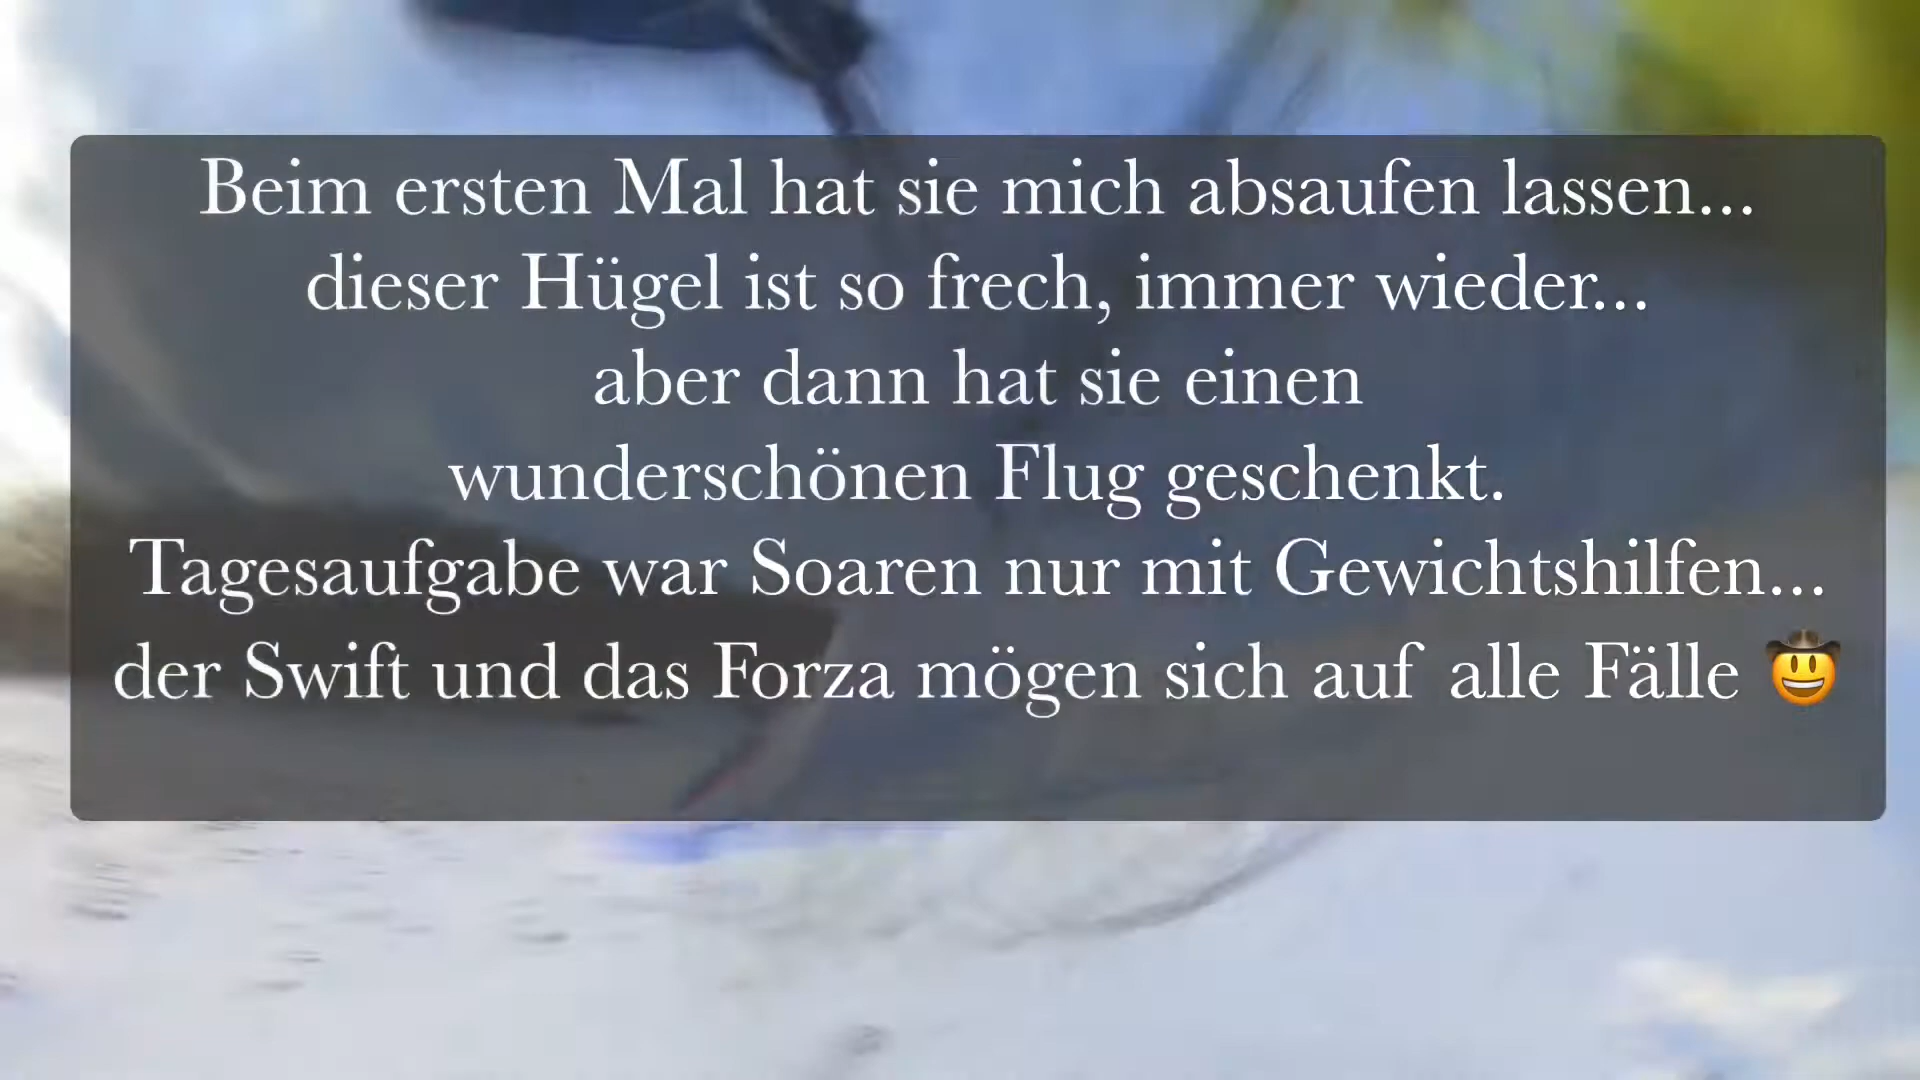 Beim ersten Mal hat sie mich absaufen lassen...
dieser Hügel ist so frech, immer wieder...
aber dann hat sie einen
wunderschönen Flug geschenkt.
Tagesaufgabe war Soaren nur mit Gewichtshilfen...
der Swift und das Forza mögen sich auf alle Fälle 🤠